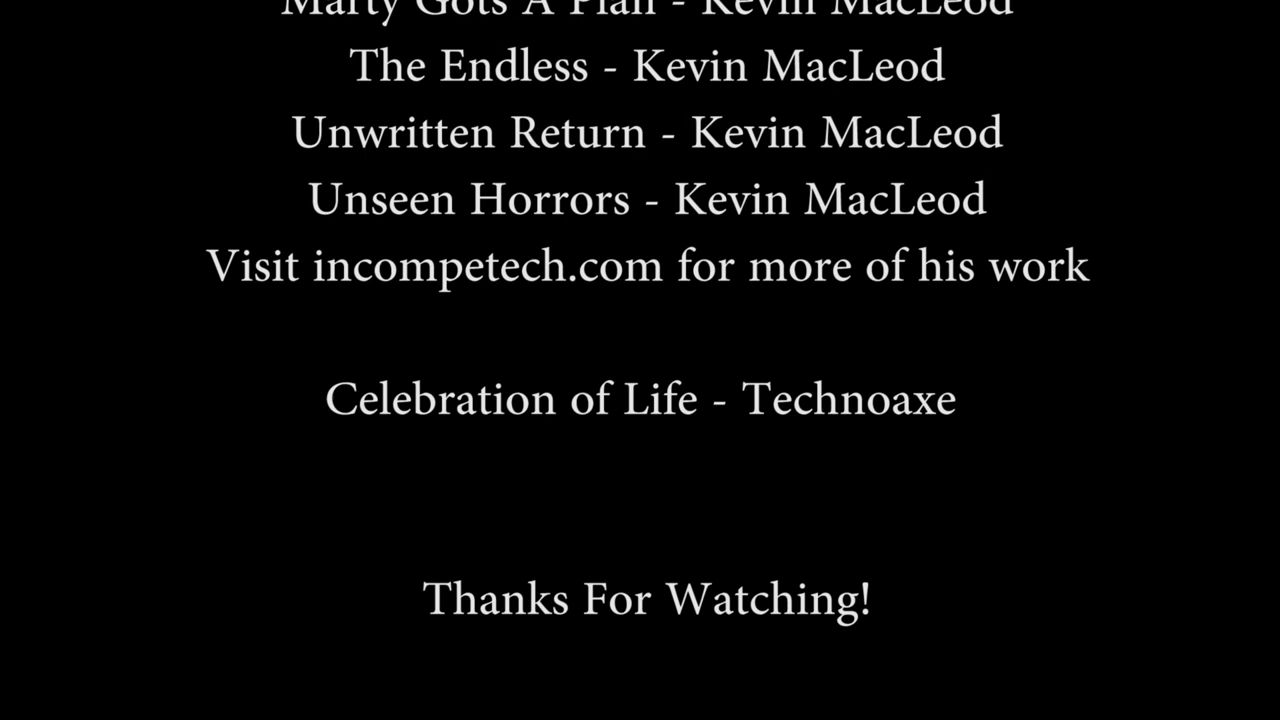 Marty Gots A Plan - Kevin MacLeod
The Endless - Kevin MacLeod
Unwritten Return - Kevin MacLeod
Unseen Horrors - Kevin MacLeod
Visit incompetech.com for more of his work
Celebration of Life - Technoaxe
Thanks For Watching!